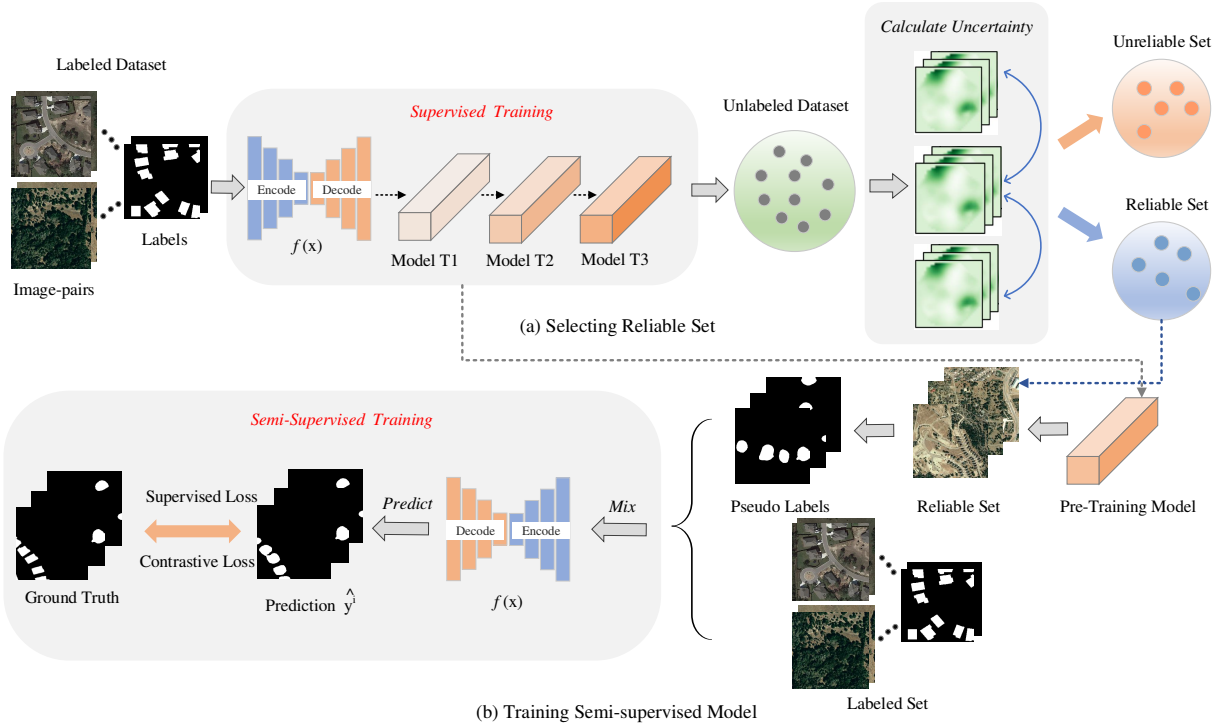 Labeled Dataset
Labels
Image-pairs
Supervised Training
Encode
Decode
f (x)
Model T1
Model T2
Model T3
Unlabeled Dataset
Calculate Uncertainty
Unreliable Set
Reliable Set
(a) Selecting Reliable Set
Semi-Supervised Training
Supervised Loss
Contrastive Loss
Ground Truth
Prediction ŷⁱ
Predict
Decode
Encode
f (x)
Mix
Pseudo Labels
Reliable Set
Pre-Training Model
Labeled Set
(b) Training Semi-supervised Model